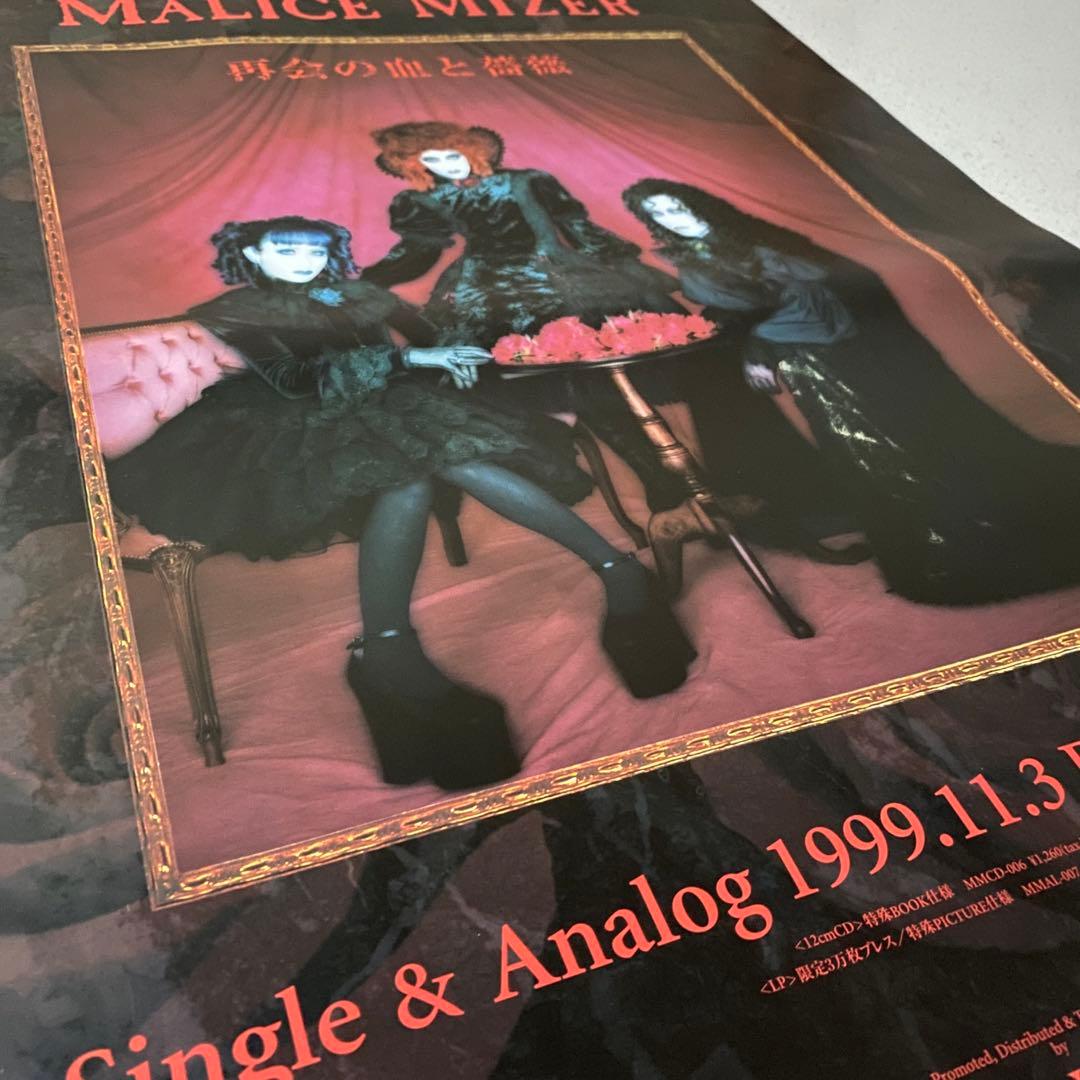 MALICE MIZER
再会の血と薔薇
Single & Analog 1999.11.3
<12cmCD>特殊BOOK仕様 MMCD-006 ¥1,260(tax
<LP>限定3万枚プレス/特殊PICTURE仕様 MMAL-007
Promoted, Distributed &
by